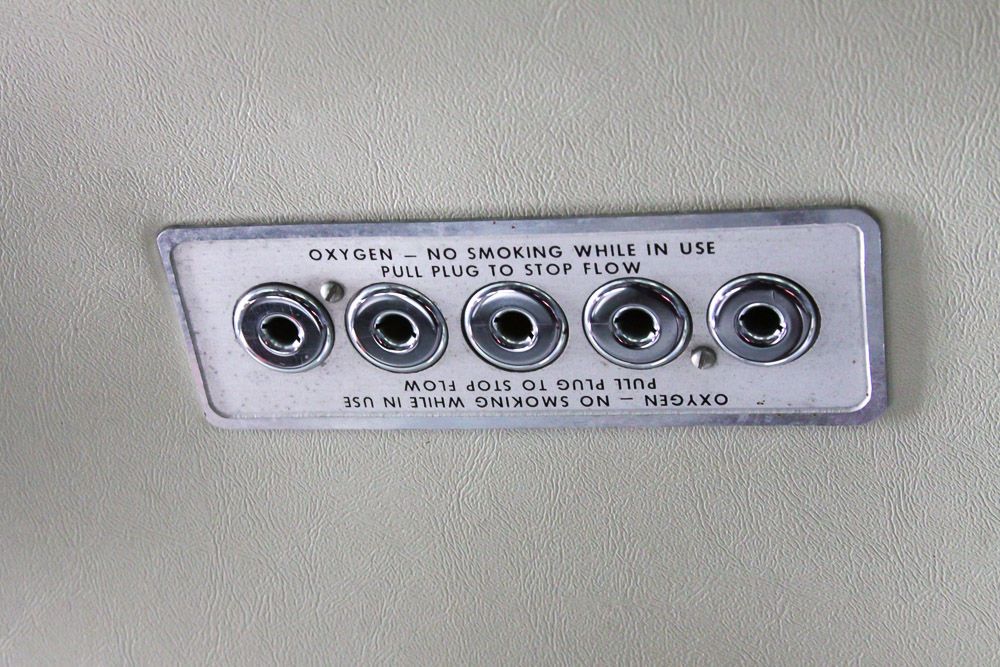 OXYGEN – NO SMOKING WHILE IN USE
PULL PLUG TO STOP FLOW
OXYGEN – NO SMOKING WHILE IN USE
PULL PLUG TO STOP FLOW